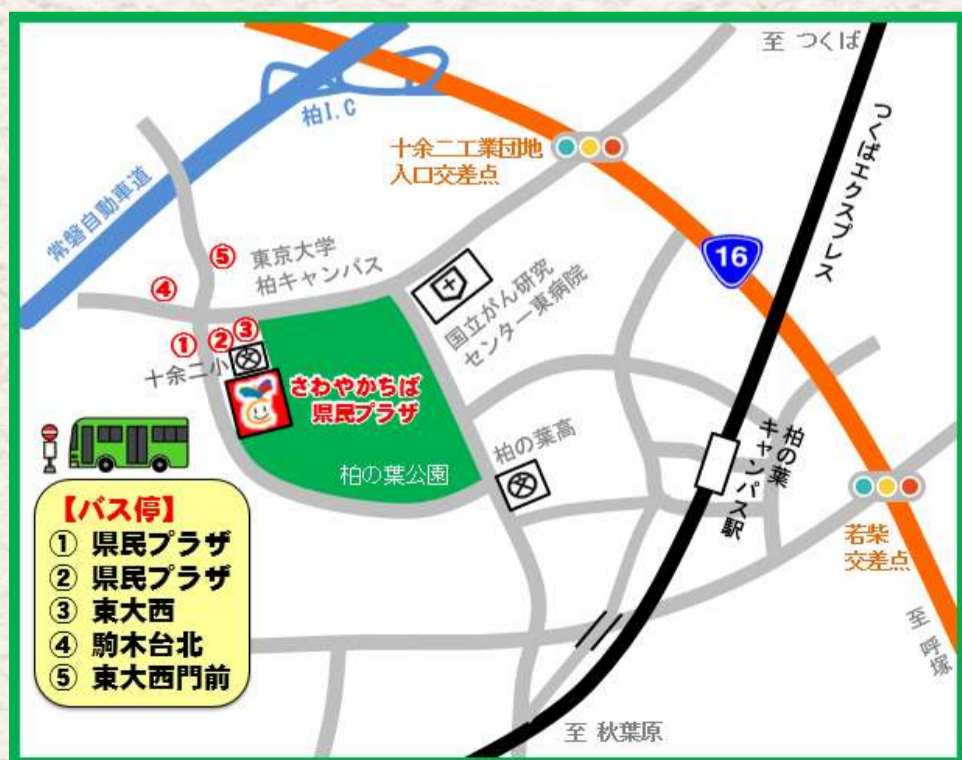 至 つくば
柏I.C
つくばエクスプレス
十余二工業団地
入口交差点
常磐自動車道
16
⑤
東京大学
柏キャンパス
④
国立がん研究
センター東病院
①
②
③
十余二小
さわやかちば
県民プラザ
柏の葉
キャンパス駅
柏の葉高
柏の葉公園
若柴
交差点
【バス停】
① 県民プラザ
② 県民プラザ
③ 東大西
④ 駒木台北
⑤ 東大西門前
至 呼塚
至 秋葉原